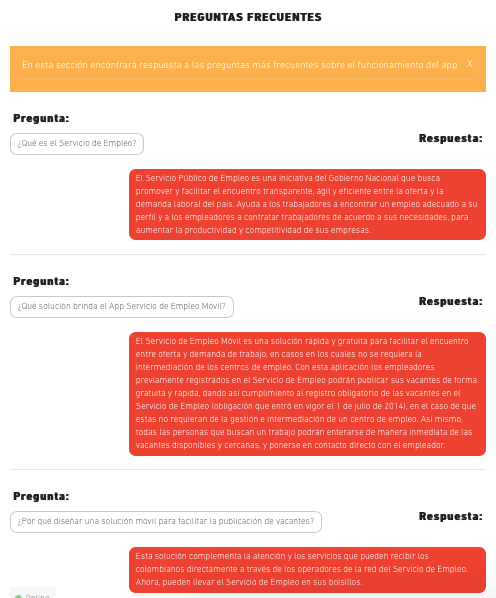 PREGUNTAS FRECUENTES
En esta sección encontrará respuesta a las preguntas más frecuentes sobre el funcionamiento del app X
Pregunta:
¿Qué es el Servicio de Empleo?
Respuesta:
El Servicio Público de Empleo es una iniciativa del Gobierno Nacional que busca
promover y facilitar el encuentro transparente, ágil y eficiente entre la oferta y la
demanda laboral del país. Ayuda a los trabajadores a encontrar un empleo adecuado a su
perfil y a los empleadores a contratar trabajadores de acuerdo a sus necesidades, para
aumentar la productividad y competitividad de sus empresas.
Pregunta:
¿Qué solución brinda el App Servicio de Empleo Móvil?
Respuesta:
El Servicio de Empleo Móvil es una solución rápida y gratuita para facilitar el encuentro
entre oferta y demanda de trabajo, en casos en los cuales no se requiera la
intermediación de los centros de empleo. Con esta aplicación los empleadores
previamente registrados en el Servicio de Empleo podrán publicar sus vacantes de forma
gratuita y rápida, dando así cumplimiento al registro obligatorio de las vacantes en el
Servicio de Empleo (obligación que entró en vigor el 1 de julio de 2014), en el caso de que
estas no requieran de la gestión e intermediación de un centro de empleo. Así mismo,
todas las personas que buscan un trabajo podrán enterarse de manera inmediata de las
vacantes disponibles y cercanas, y ponerse en contacto directo con el empleador.
Pregunta:
¿Por qué diseñar una solución móvil para facilitar la publicación de vacantes?
Respuesta:
Esta solución complementa la atención y los servicios que pueden recibir los
colombianos directamente a través de los operadores de la red del Servicio de Empleo.
Ahora, pueden llevar el Servicio de Empleo en sus bolsillos.
Online